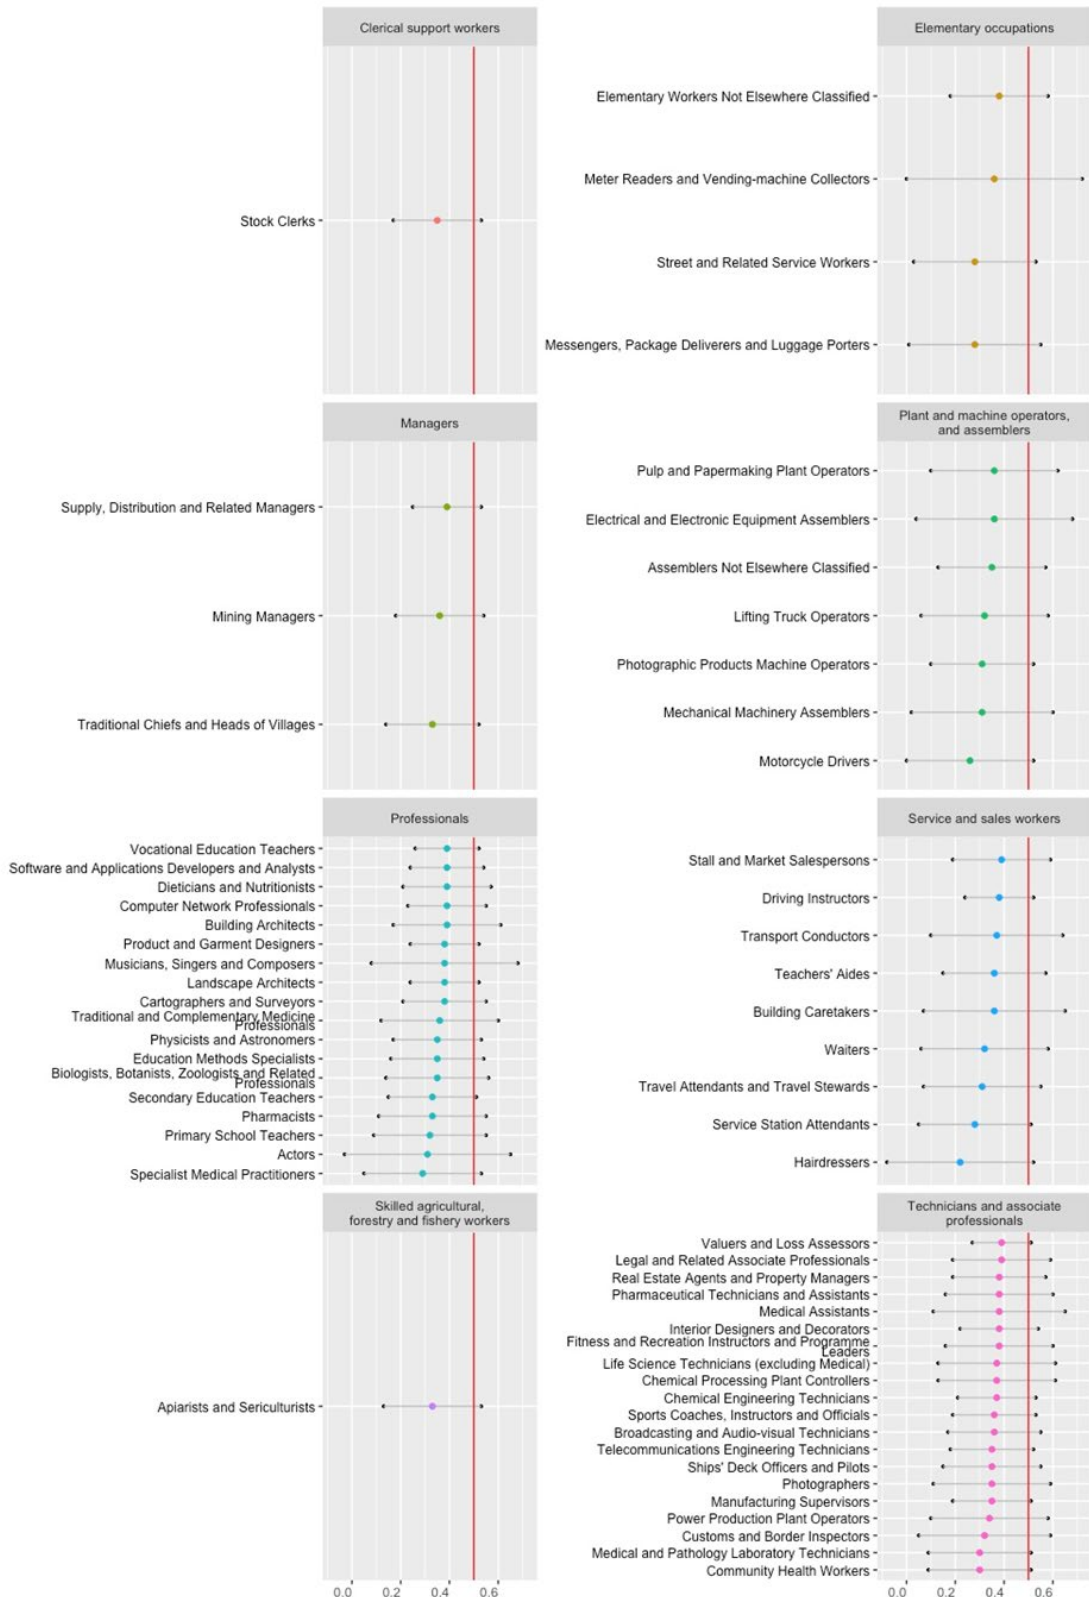 Clerical support workers
Stock Clerks
Elementary occupations
Elementary Workers Not Elsewhere Classified
Meter Readers and Vending-machine Collectors
Street and Related Service Workers
Messengers, Package Deliverers and Luggage Porters
Managers
Supply, Distribution and Related Managers
Mining Managers
Traditional Chiefs and Heads of Villages
Plant and machine operators,
and assemblers
Pulp and Papermaking Plant Operators
Electrical and Electronic Equipment Assemblers
Assemblers Not Elsewhere Classified
Lifting Truck Operators
Photographic Products Machine Operators
Mechanical Machinery Assemblers
Motorcycle Drivers
Professionals
Vocational Education Teachers
Software and Applications Developers and Analysts
Dieticians and Nutritionists
Computer Network Professionals
Building Architects
Product and Garment Designers
Musicians, Singers and Composers
Landscape Architects
Cartographers and Surveyors
Traditional and Complementary Medicine
Professionals
Physicists and Astronomers
Education Methods Specialists
Biologists, Botanists, Zoologists and Related
Professionals
Secondary Education Teachers
Pharmacists
Primary School Teachers
Actors
Specialist Medical Practitioners
Service and sales workers
Stall and Market Salespersons
Driving Instructors
Transport Conductors
Teachers' Aides
Building Caretakers
Waiters
Travel Attendants and Travel Stewards
Service Station Attendants
Hairdressers
Skilled agricultural,
forestry and fishery workers
Apiarists and Sericulturists
0.0 0.2 0.4 0.6
Technicians and associate
professionals
Valuers and Loss Assessors
Legal and Related Associate Professionals
Real Estate Agents and Property Managers
Pharmaceutical Technicians and Assistants
Medical Assistants
Interior Designers and Decorators
Fitness and Recreation Instructors and Programme
Leaders
Life Science Technicians (excluding Medical)
Chemical Processing Plant Controllers
Chemical Engineering Technicians
Sports Coaches, Instructors and Officials
Broadcasting and Audio-visual Technicians
Telecommunications Engineering Technicians
Ships' Deck Officers and Pilots
Photographers
Manufacturing Supervisors
Power Production Plant Operators
Customs and Border Inspectors
Medical and Pathology Laboratory Technicians
Community Health Workers
0.0 0.2 0.4 0.6